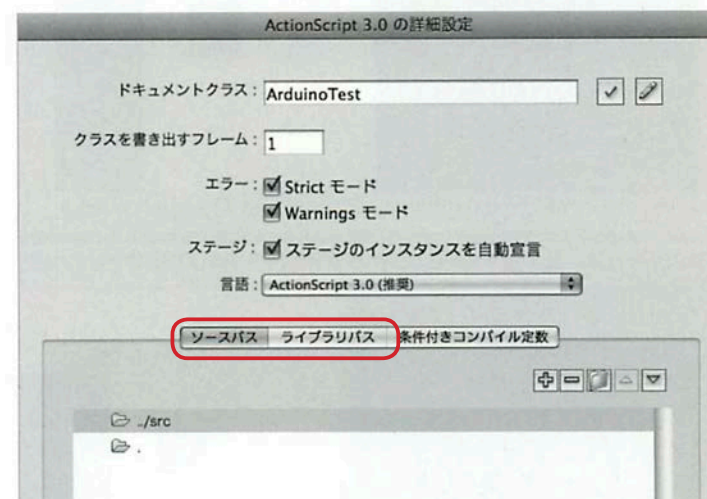 ActionScript 3.0 の詳細設定
ドキュメントクラス : ArduinoTest
クラスを書き出すフレーム : 1
エラー : Strict モード
Warnings モード
ステージ : ステージのインスタンスを自動宣言
言語 : ActionScript 3.0 (推奨)
ソースパス ライブラリパス 条件付きコンパイル定数
../src
.